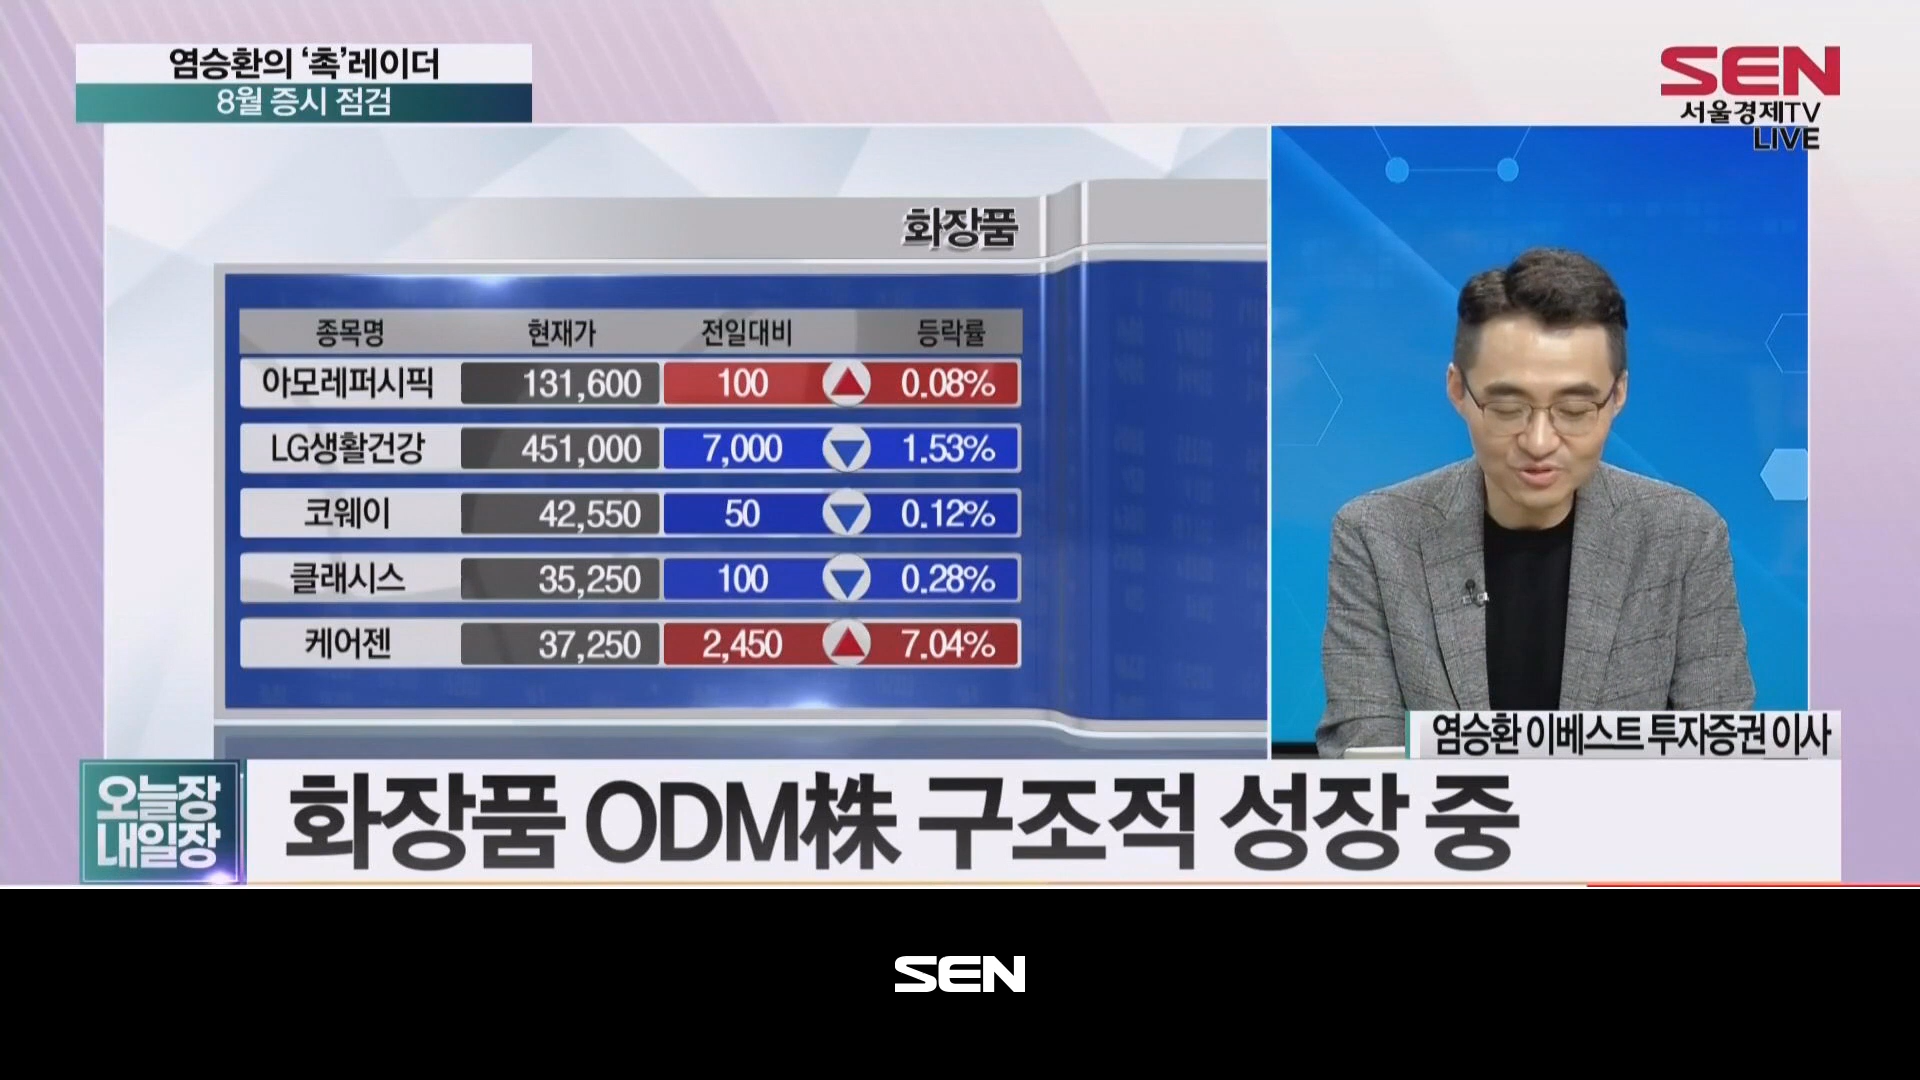 염승환의 ‘촉’레이더
8월 증시 점검
SEN
서울경제TV
LIVE
화장품
종목명 현재가 전일대비 등락률
아모레퍼시픽 131,600 100 ▲ 0.08%
LG생활건강 451,000 7,000 ▼ 1.53%
코웨이 42,550 50 ▼ 0.12%
클래시스 35,250 100 ▼ 0.28%
케어젠 37,250 2,450 ▲ 7.04%
염승환 이베스트투자증권 이사
오늘장
내일장
화장품 ODM株 구조적 성장 중
SEN